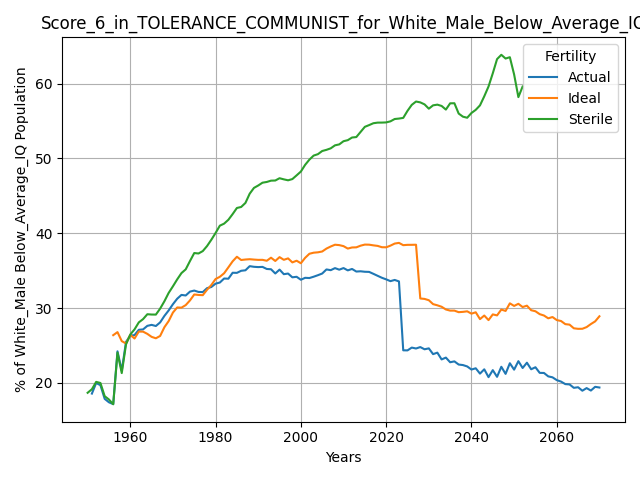 Score_6_in_TOLERANCE_COMMUNIST_for_White_Male_Below_Average_IQ
% of White_Male Below_Average_IQ Population
60
50
40
30
20
Fertility
Actual
Ideal
Sterile
1960
1980
2000
2020
2040
2060
Years